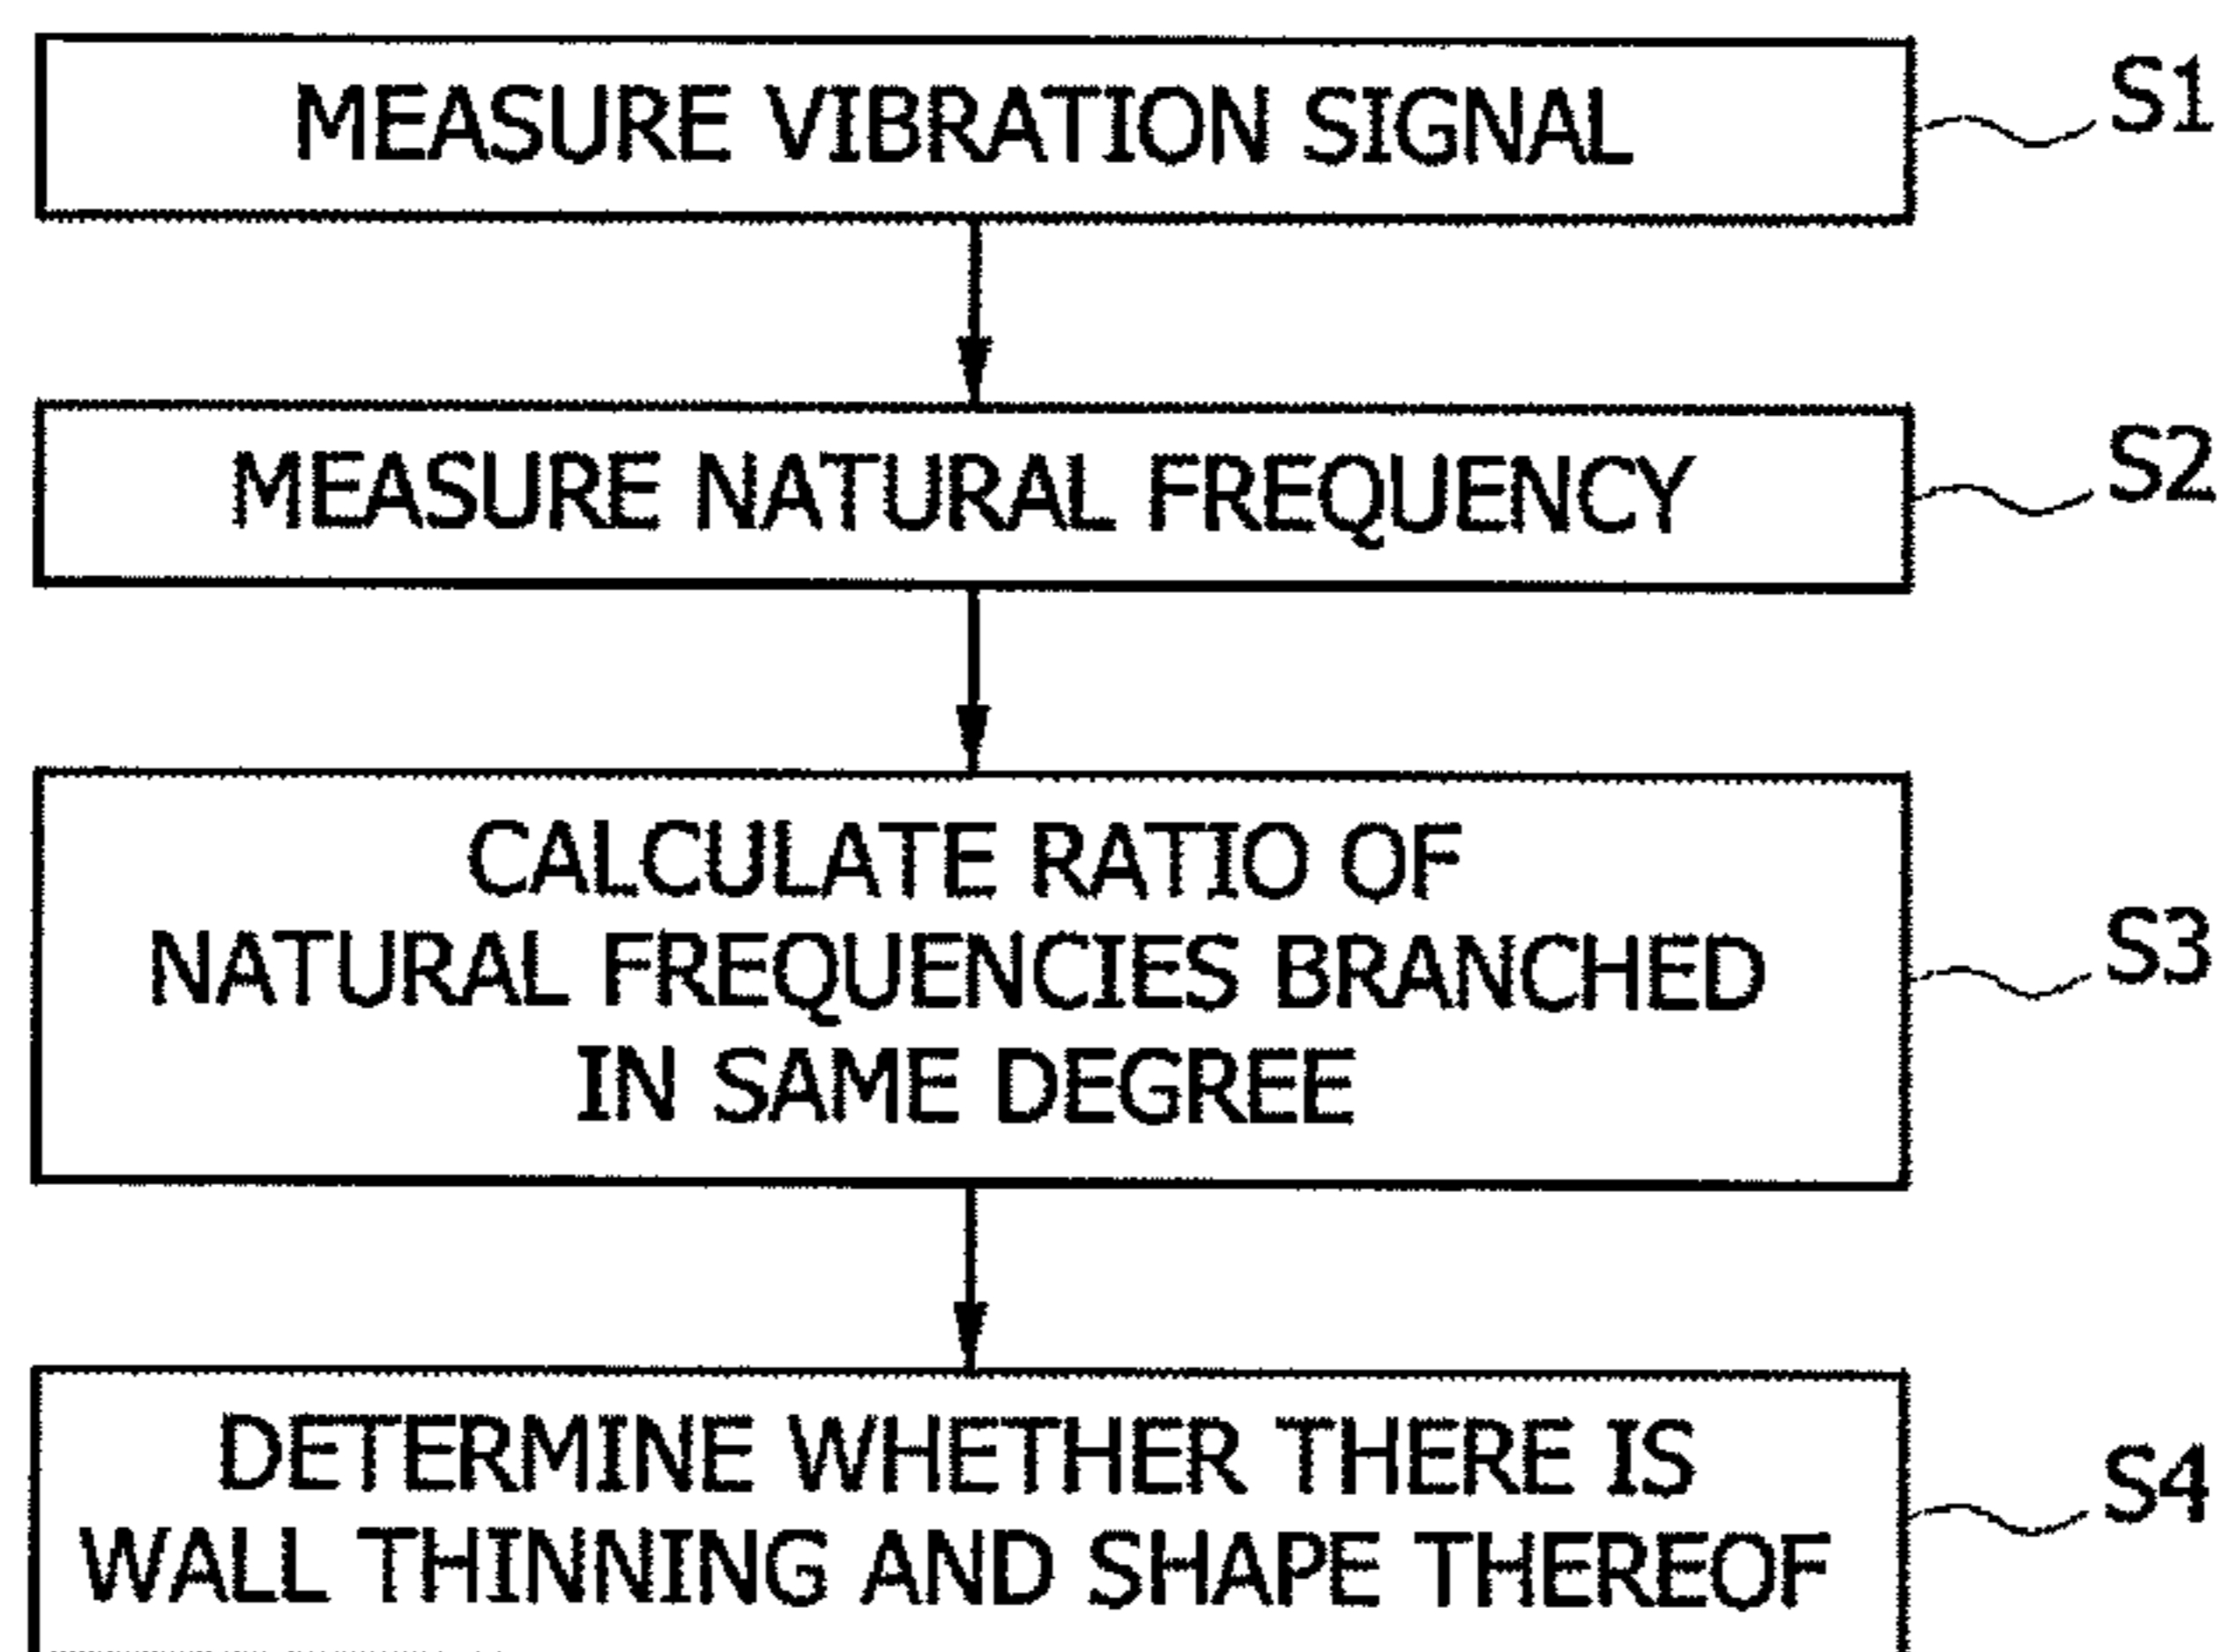 MEASURE VIBRATION SIGNAL
S1
MEASURE NATURAL FREQUENCY
S2
CALCULATE RATIO OF
NATURAL FREQUENCIES BRANCHED
IN SAME DEGREE
S3
DETERMINE WHETHER THERE IS
WALL THINNING AND SHAPE THEREOF
S4